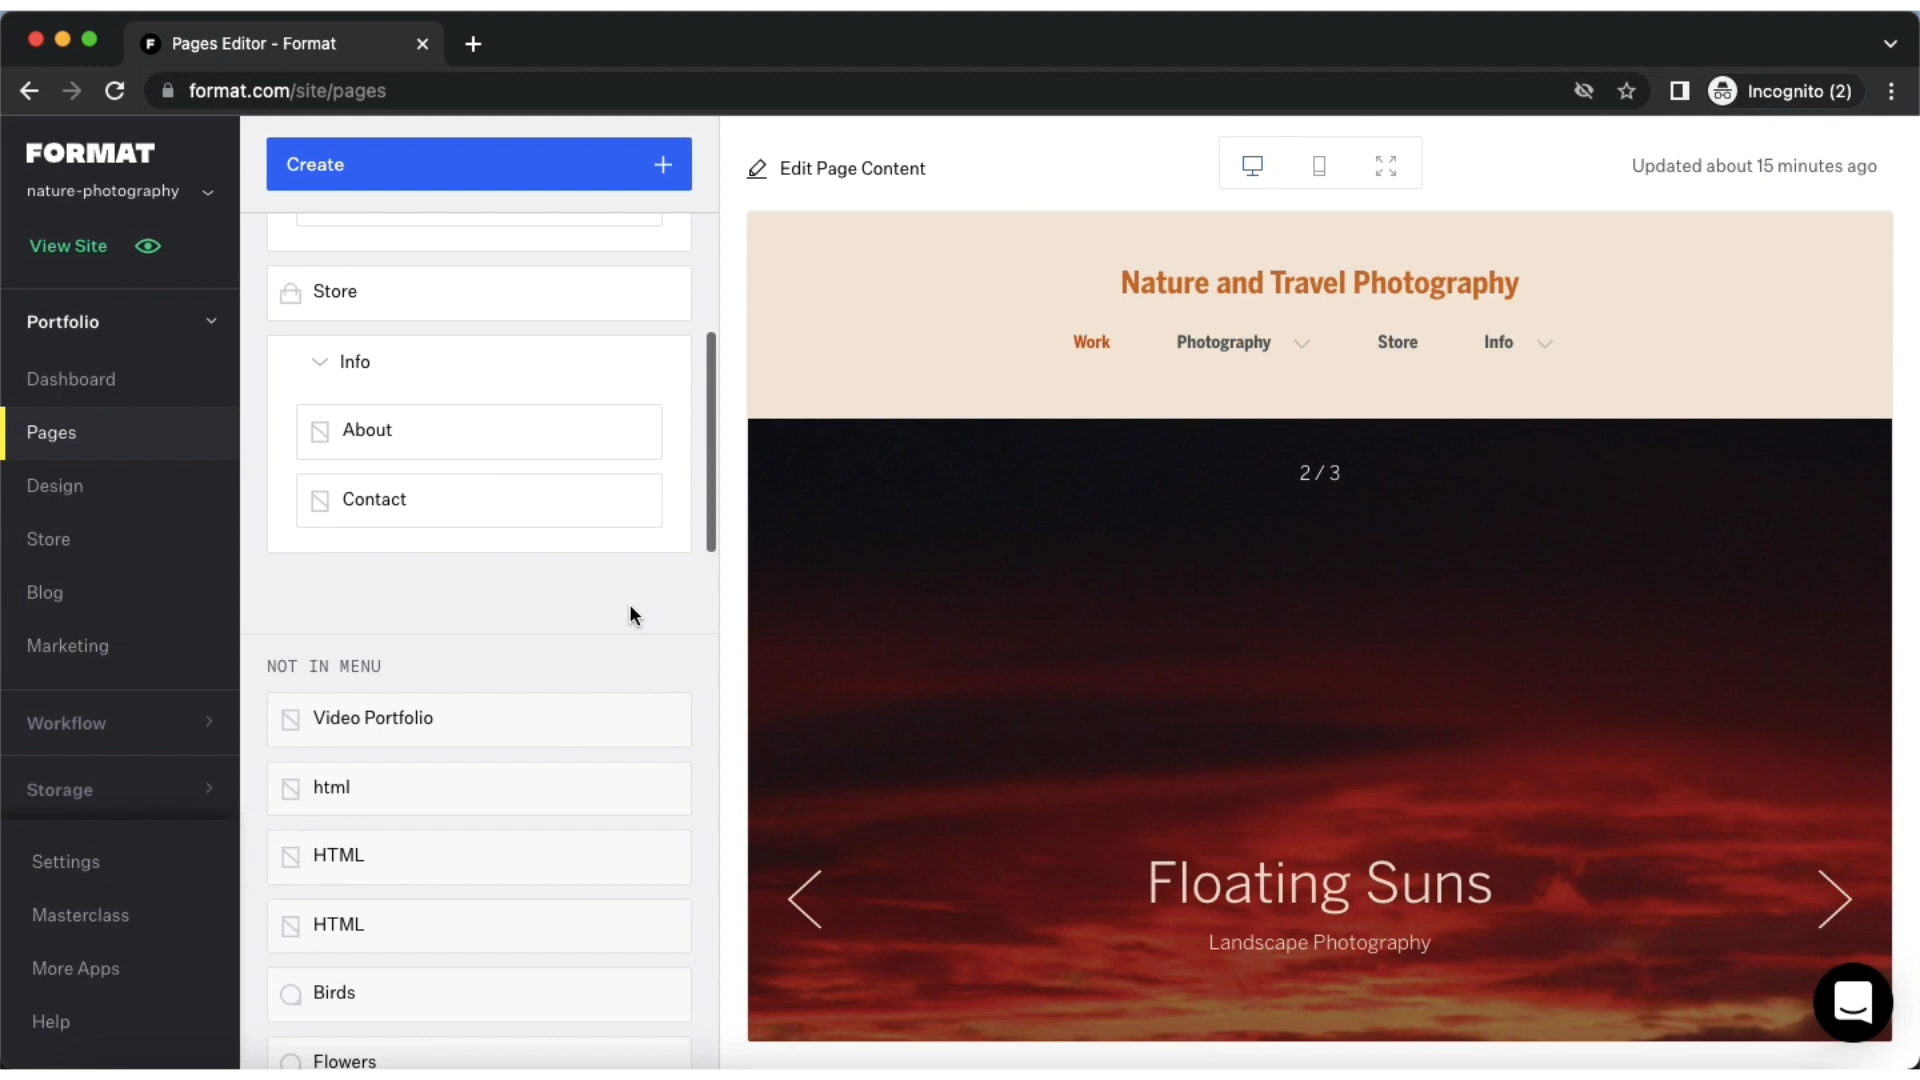 Pages Editor - Format
format.com/site/pages
Incognito (2)
FORMAT
nature-photography
View Site
Portfolio
Dashboard
Pages
Design
Store
Blog
Marketing
Workflow
Storage
Settings
Masterclass
More Apps
Help
Create
Store
Info
About
Contact
NOT IN MENU
Video Portfolio
html
HTML
HTML
Birds
Flowers
Edit Page Content
Updated about 15 minutes ago
Nature and Travel Photography
Work Photography Store Info
2 / 3
Floating Suns
Landscape Photography